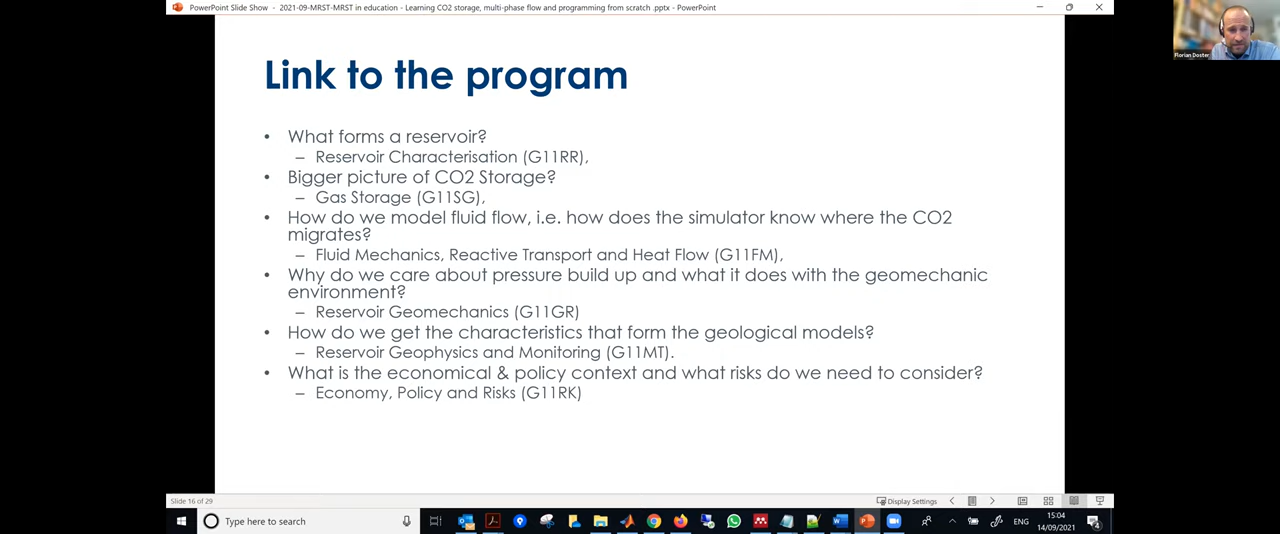 PowerPoint Slide Show - 2021-09-MRST-MRST in education - Learning CO2 storage, multi-phase flow and programming from scratch .pptx - PowerPoint
Florian Doster
Link to the program
• What forms a reservoir?
– Reservoir Characterisation (G11RR),
• Bigger picture of CO2 Storage?
– Gas Storage (G11SG),
• How do we model fluid flow, i.e. how does the simulator know where the CO2
migrates?
– Fluid Mechanics, Reactive Transport and Heat Flow (G11FM),
• Why do we care about pressure build up and what it does with the geomechanic
environment?
– Reservoir Geomechanics (G11GR)
• How do we get the characteristics that form the geological models?
– Reservoir Geophysics and Monitoring (G11MT).
• What is the economical & policy context and what risks do we need to consider?
– Economy, Policy and Risks (G11RK)
Slide 16 of 29
Display Settings
Type here to search
ENG
15:04
14/09/2021
4